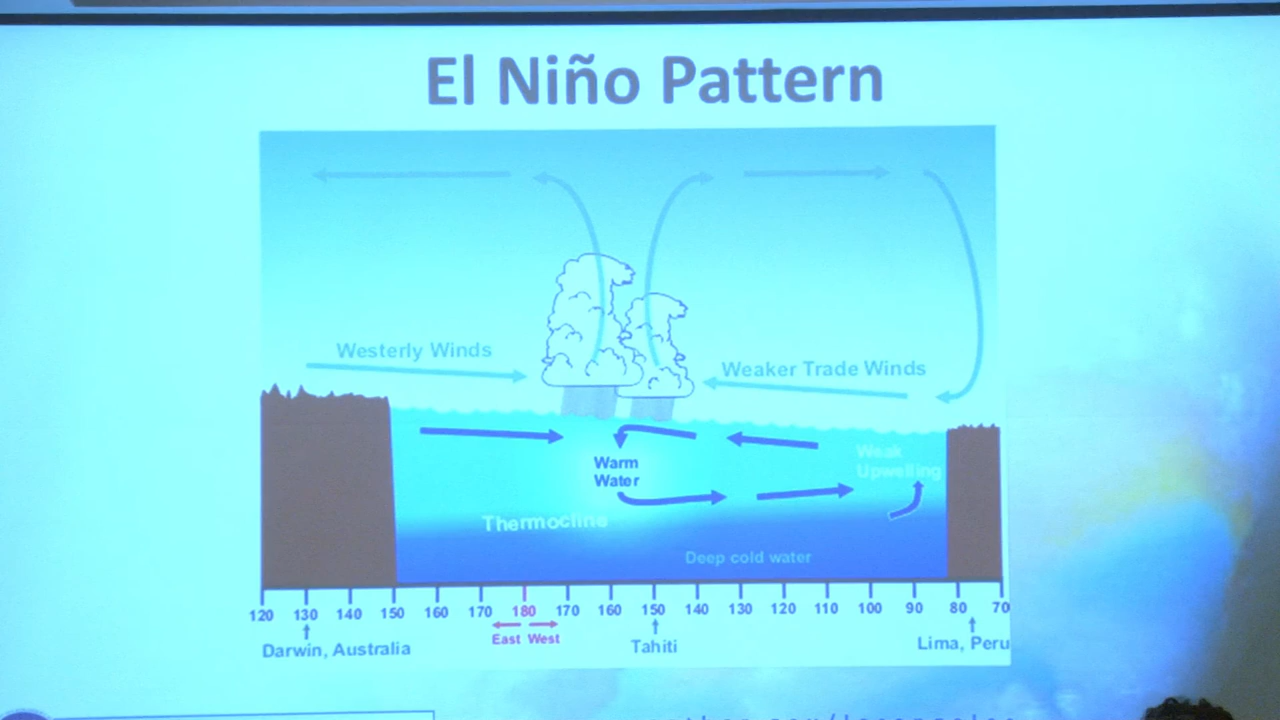 El Niño Pattern
Westerly Winds
Weaker Trade Winds
Weak
Upwelling
Warm
Water
Thermocline
Deep cold water
120 130 140 150 160 170 180 170 160 150 140 130 120 110 100 90 80 70
East West
Darwin, Australia
Tahiti
Lima, Peru